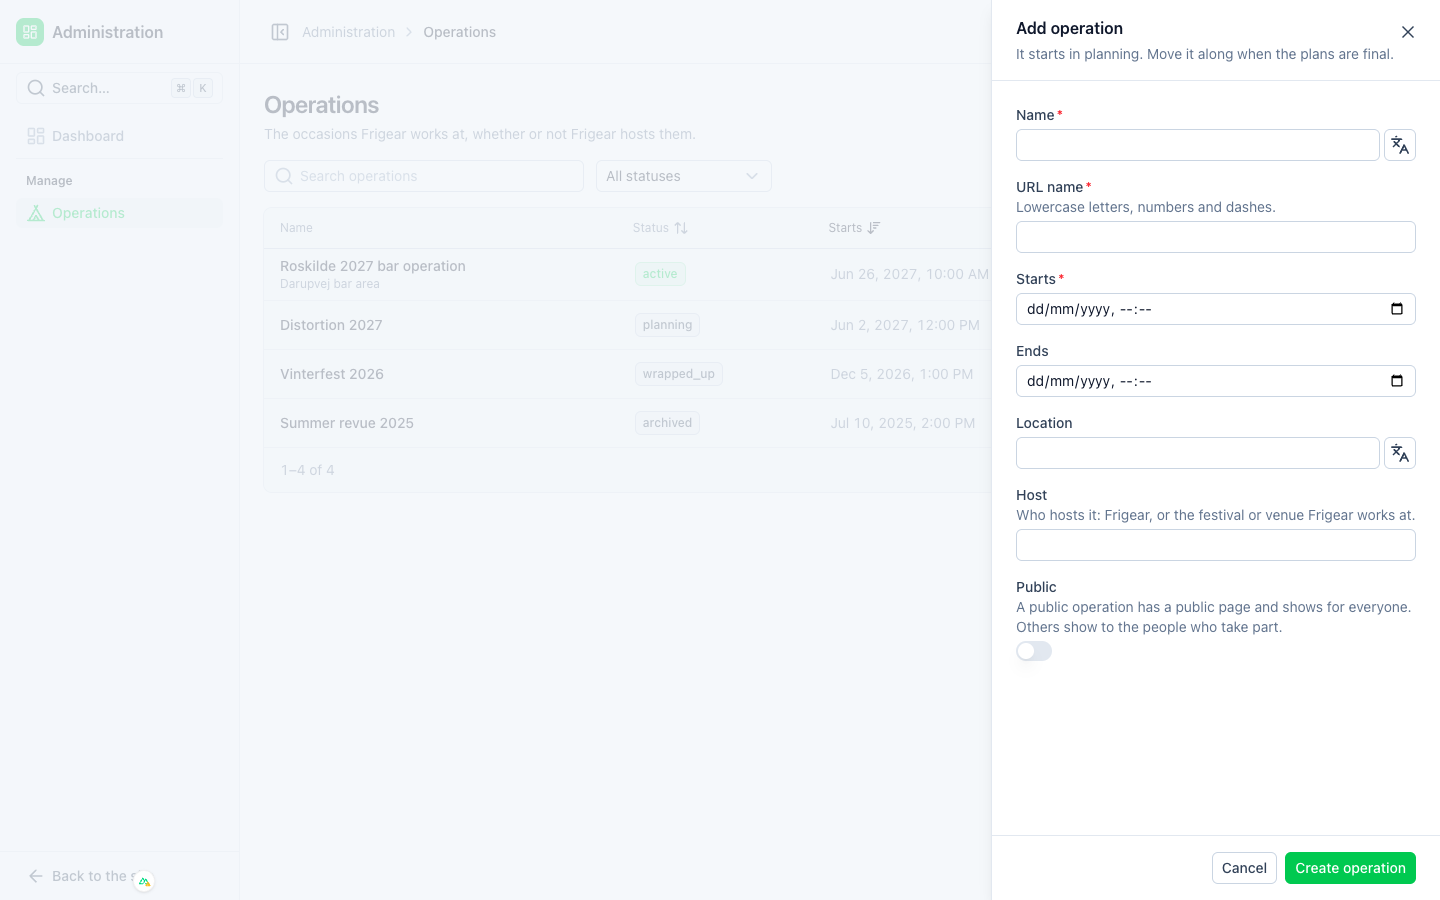 Administration
Search...
⌘ K
Dashboard
Manage
Operations
Back to the s
Administration > Operations
Operations
The occasions Frigear works at, whether or not Frigear hosts them.
Search operations
All statuses
Name Status Starts
Roskilde 2027 bar operation
Darupvej bar area
active Jun 26, 2027, 10:00 AM
Distortion 2027 planning Jun 2, 2027, 12:00 PM
Vinterfest 2026 wrapped_up Dec 5, 2026, 1:00 PM
Summer revue 2025 archived Jul 10, 2025, 2:00 PM
1–4 of 4
Add operation
It starts in planning. Move it along when the plans are final.
Name*
URL name*
Lowercase letters, numbers and dashes.
Starts*
dd/mm/yyyy, --:--
Ends
dd/mm/yyyy, --:--
Location
Host
Who hosts it: Frigear, or the festival or venue Frigear works at.
Public
A public operation has a public page and shows for everyone.
Others show to the people who take part.
Cancel
Create operation